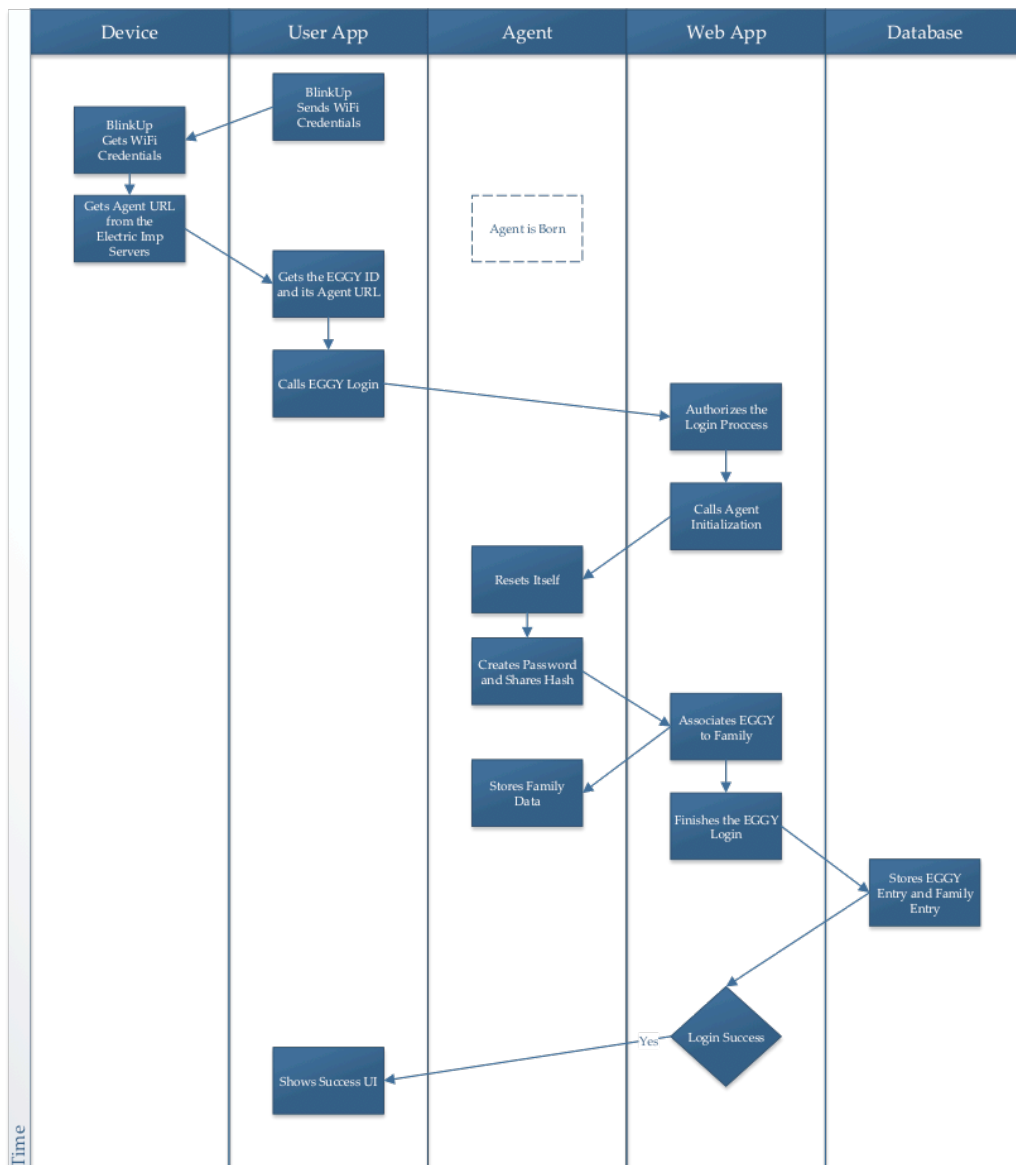 Device
User App
Agent
Web App
Database
BlinkUp
Sends WiFi
Credentials
BlinkUp
Gets WiFi
Credentials
Gets Agent URL
from the
Electric Imp
Servers
Agent is Born
Gets the EGGY ID
and its Agent URL
Calls EGGY Login
Authorizes the
Login Proccess
Calls Agent
Initialization
Resets Itself
Creates Password
and Shares Hash
Associates EGGY
to Family
Stores Family
Data
Finishes the EGGY
Login
Stores EGGY
Entry and Family
Entry
Login Success
Yes
Shows Success UI
Time